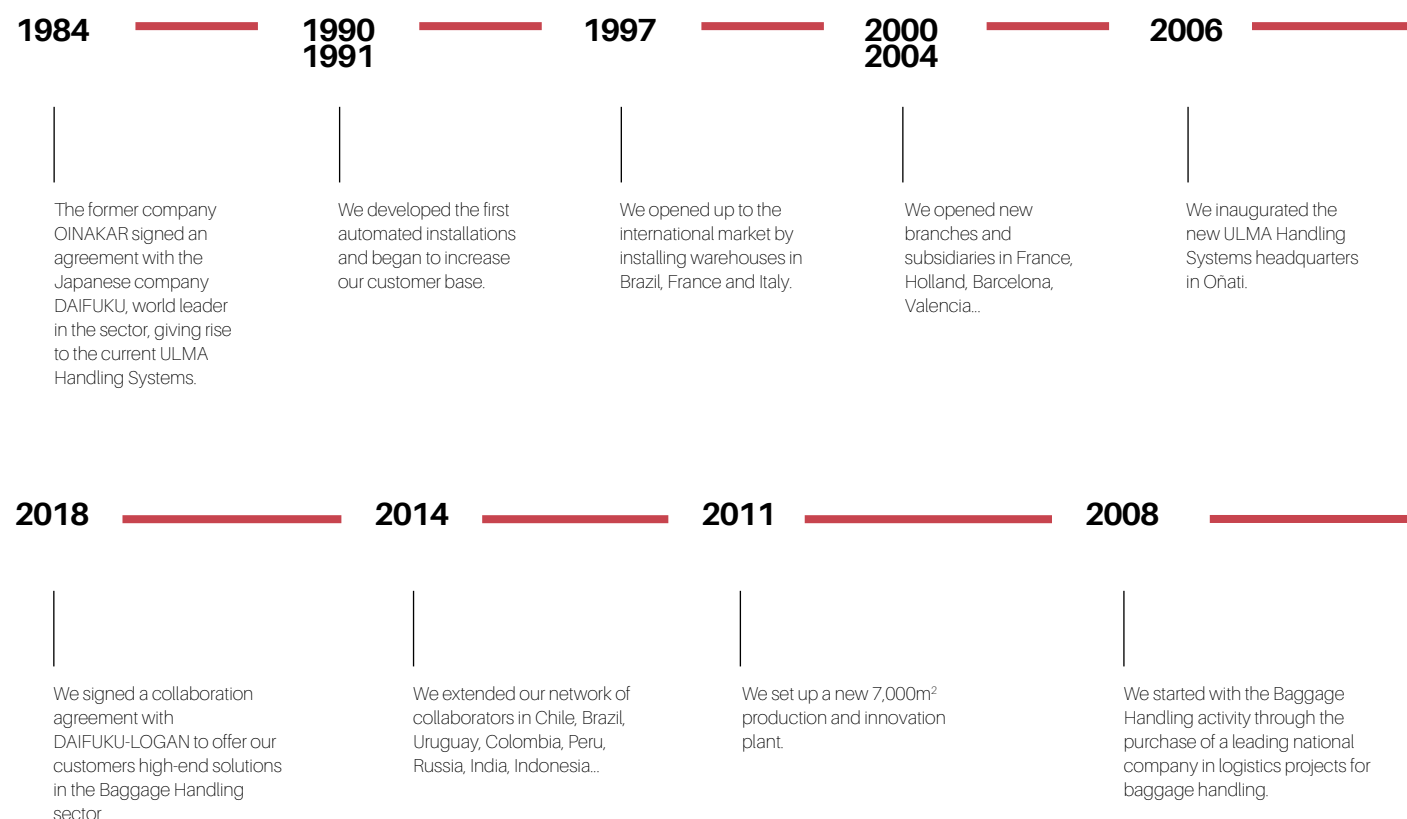 1984
The former company
OINAKAR signed an
agreement with the
Japanese company
DAIFUKU, world leader
in the sector, giving rise
to the current ULMA
Handling Systems.
1990
1991
We developed the first
automated installations
and began to increase
our customer base.
1997
We opened up to the
international market by
installing warehouses in
Brazil, France and Italy.
2000
2004
We opened new
branches and
subsidiaries in France,
Holland, Barcelona,
Valencia...
2006
We inaugurated the
new ULMA Handling
Systems headquarters
in Oñati.
2018
We signed a collaboration
agreement with
DAIFUKU-LOGAN to offer our
customers high-end solutions
in the Baggage Handling
sector
2014
We extended our network of
collaborators in Chile, Brazil,
Uruguay, Colombia, Peru,
Russia, India, Indonesia...
2011
We set up a new 7,000m²
production and innovation
plant.
2008
We started with the Baggage
Handling activity through the
purchase of a leading national
company in logistics projects for
baggage handling.